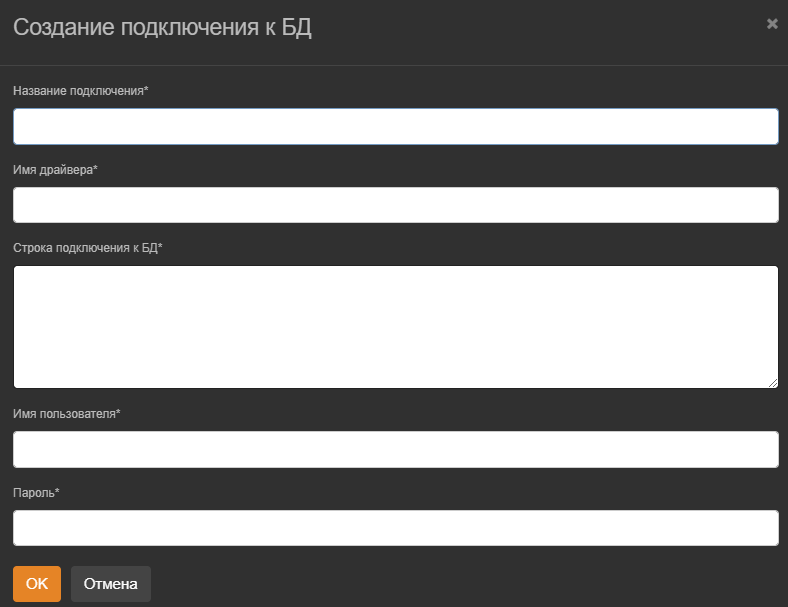 Создание подключения к БД
Название подключения*
Имя драйвера*
Строка подключения к БД*
Имя пользователя*
Пароль*
OK Отмена